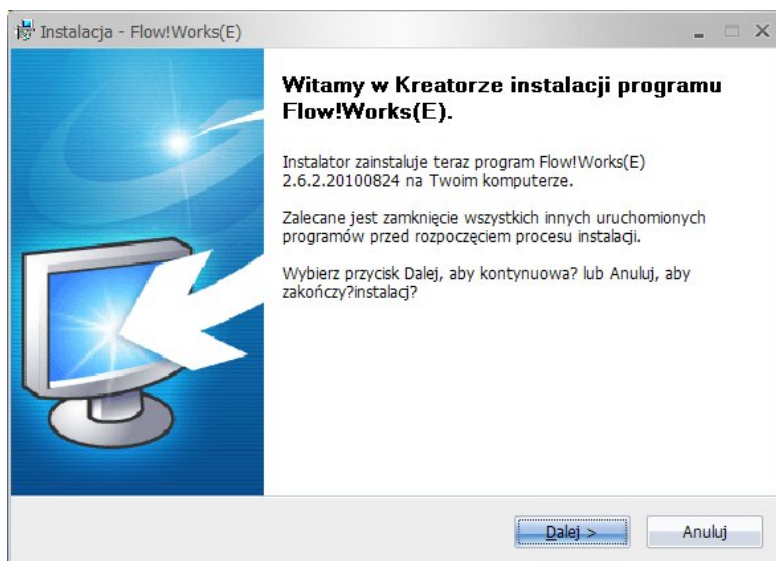 Instalacja - Flow!Works(E)
Witamy w Kreatorze instalacji programu
Flow!Works(E).
Instalator zainstaluje teraz program Flow!Works(E)
2.6.2.20100824 na Twoim komputerze.
Zalecane jest zamknięcie wszystkich innych uruchomionych
programów przed rozpoczęciem procesu instalacji.
Wybierz przycisk Dalej, aby kontynuowa? lub Anuluj, aby
zakończy?instalacj?
Dalej >
Anuluj